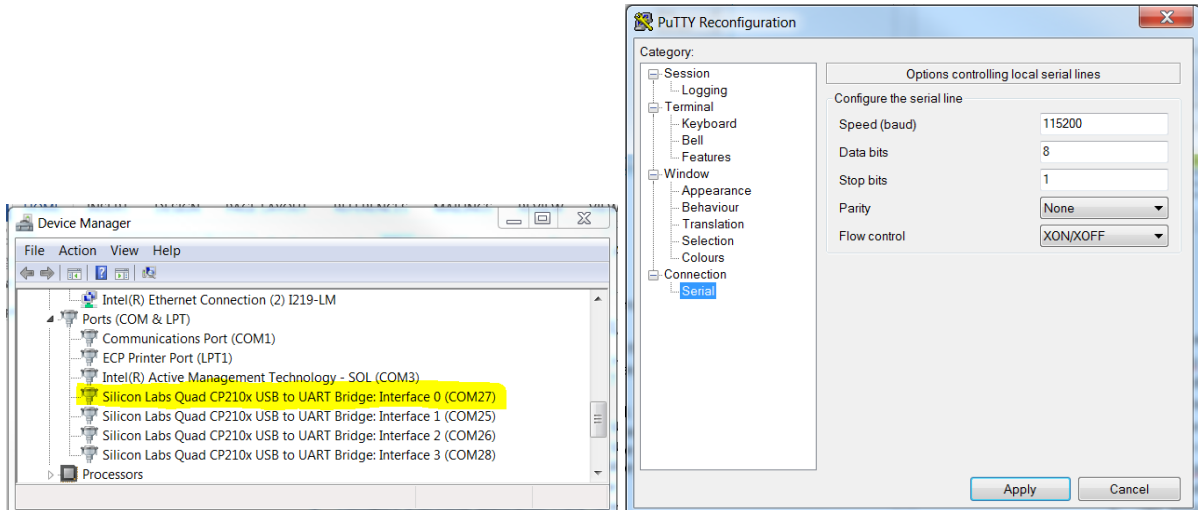 Device Manager
File Action View Help
Intel(R) Ethernet Connection (2) I219-LM
Ports (COM & LPT)
Communications Port (COM1)
ECP Printer Port (LPT1)
Intel(R) Active Management Technology - SOL (COM3)
Silicon Labs Quad CP210x USB to UART Bridge: Interface 0 (COM27)
Silicon Labs Quad CP210x USB to UART Bridge: Interface 1 (COM25)
Silicon Labs Quad CP210x USB to UART Bridge: Interface 2 (COM26)
Silicon Labs Quad CP210x USB to UART Bridge: Interface 3 (COM28)
Processors
PuTTY Reconfiguration
Category:
Session
Logging
Terminal
Keyboard
Bell
Features
Window
Appearance
Behaviour
Translation
Selection
Colours
Connection
Serial
Options controlling local serial lines
Configure the serial line
Speed (baud) 115200
Data bits 8
Stop bits 1
Parity None
Flow control XON/XOFF
Apply Cancel